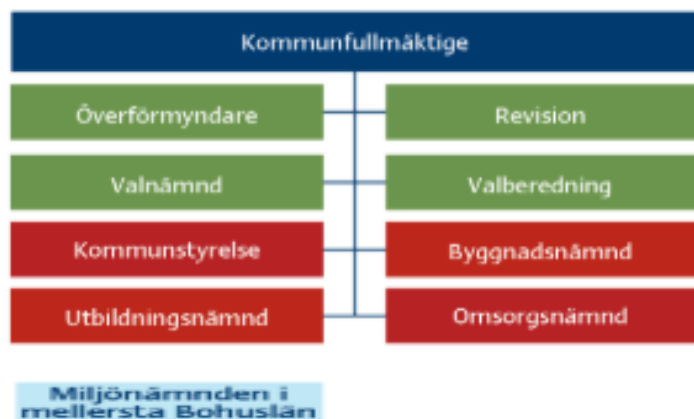 Kommunfullmäktige
Överförmyndare
Revision
Valnämnd
Valberedning
Kommunstyrelse
Byggnadsnämnd
Utbildningsnämnd
Omsorgsnämnd
Miljönämnden i
mellersta Bohuslän